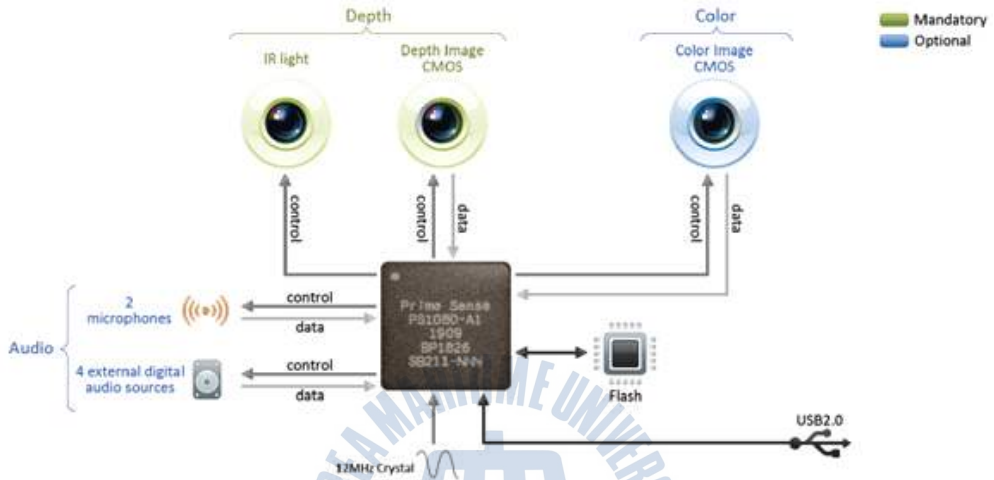 Depth
Color
Mandatory
Optional
IR light
Depth Image
CMOS
Color Image
CMOS
control
control
data
control
data
Prime Sense
PS1080-A1
1909
BP1826
SB211-NNN
Audio
2
microphones
control
data
4 external digital
audio sources
control
data
Flash
USB2.0
12MHz Crystal
MARITIME UNIVER